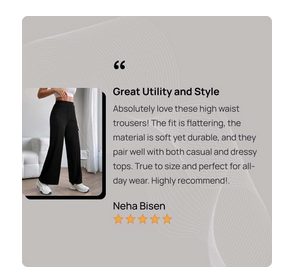 “
Great Utility and Style
Absolutely love these high waist
trousers! The fit is flattering, the
material is soft yet durable, and they
pair well with both casual and dressy
tops. True to size and perfect for all-
day wear. Highly recommend!.
Neha Bisen